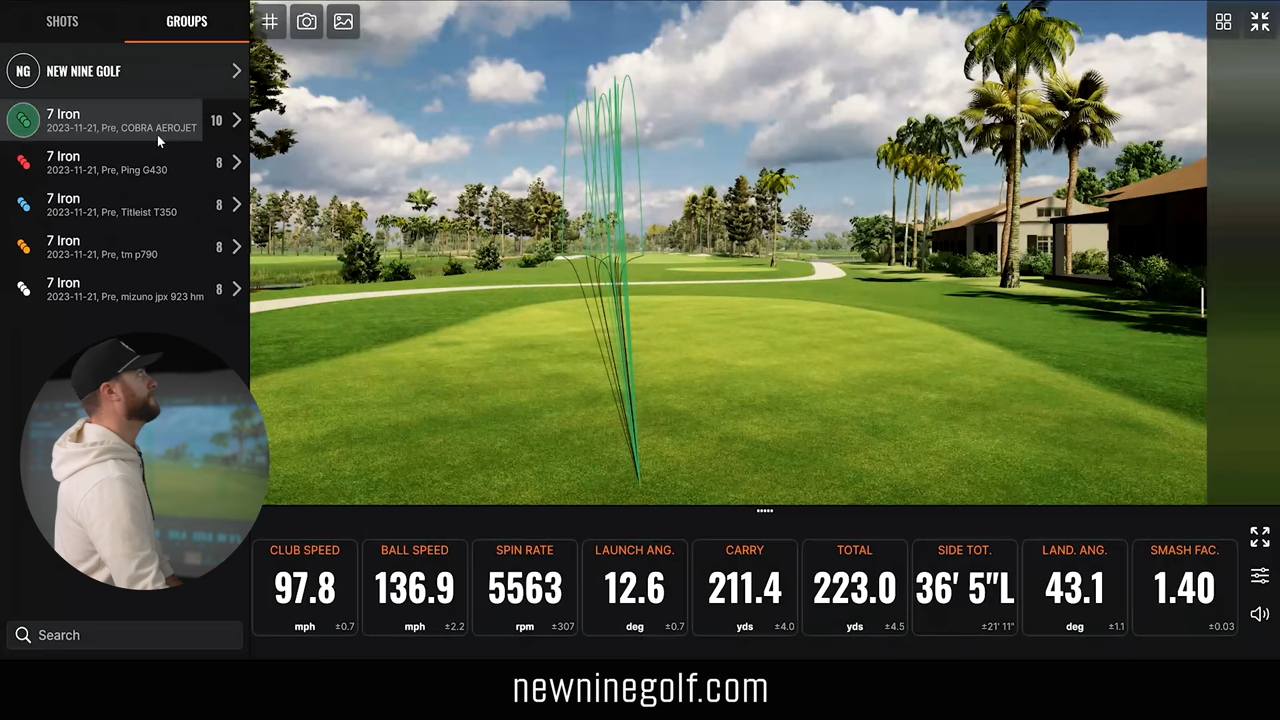 SHOTS GROUPS
NG NEW NINE GOLF
7 Iron
2023-11-21, Pre, COBRA AEROJET
10
7 Iron
2023-11-21, Pre, Ping G430
8
7 Iron
2023-11-21, Pre, Titleist T350
8
7 Iron
2023-11-21, Pre, tm p790
8
7 Iron
2023-11-21, Pre, mizuno jpx 923 hm
8
Search
CLUB SPEED
97.8
mph ±0.7
BALL SPEED
136.9
mph ±2.2
SPIN RATE
5563
rpm ±307
LAUNCH ANG.
12.6
deg ±0.7
CARRY
211.4
yds ±4.0
TOTAL
223.0
yds ±4.5
SIDE TOT.
36' 5"L
±21' 11"
LAND. ANG.
43.1
deg ±1.1
SMASH FAC.
1.40
±0.03
newninegolf.com